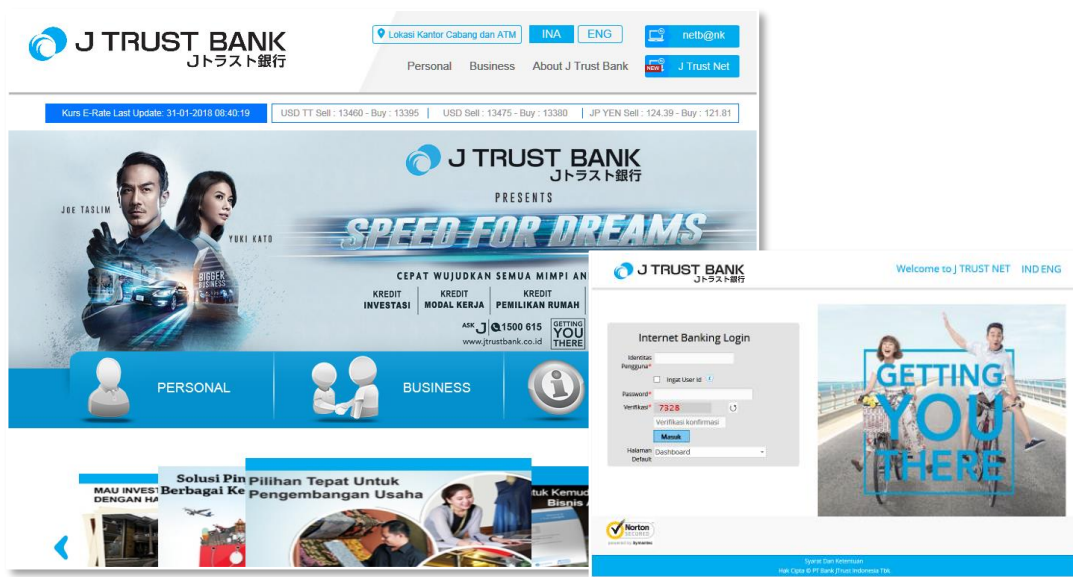 J TRUST BANK
Jトラスト銀行
Lokasi Kantor Cabang dan ATM
INA
ENG
netb@nk
Personal
Business
About J Trust Bank
NEW
J Trust Net
Kurs E-Rate Last Update: 31-01-2018 08:40:19
USD TT Sell : 13460 - Buy : 13395 | USD Sell : 13475 - Buy : 13380 | JP YEN Sell : 124.39 - Buy : 121.81
J TRUST BANK
Jトラスト銀行
PRESENTS
SPEED FOR DREAMS
JOE TASLIM
YUKI KATO
BIGGER
BUSINESS
CEPAT WUJUDKAN SEMUA MIMPI AN
KREDIT
INVESTASI
KREDIT
MODAL KERJA
KREDIT
PEMILIKAN RUMAH
ASK J
1500 615
www.jtrustbank.co.id
GETTING
YOU
THERE
PERSONAL
BUSINESS
MAU INVEST
DENGAN HA
Solusi Pin
Berbagai Ke
Pilihan Tepat Untuk
Pengembangan Usaha
tuk Kemud
Bisnis A
J TRUST BANK
Jトラスト銀行
Welcome to J TRUST NET
IND ENG
Internet Banking Login
Identitas
Pengguna*
Ingat User Id
Password*
Verifikasi*
7328
Verifikasi konfirmasi
Masuk
Halaman
Default
Dashboard
GETTING
YOU
THERE
Norton
SECURED
powered by Symantec
Syarat Dan Ketentuan
Hak Cipta © PT Bank JTrust Indonesia Tbk.